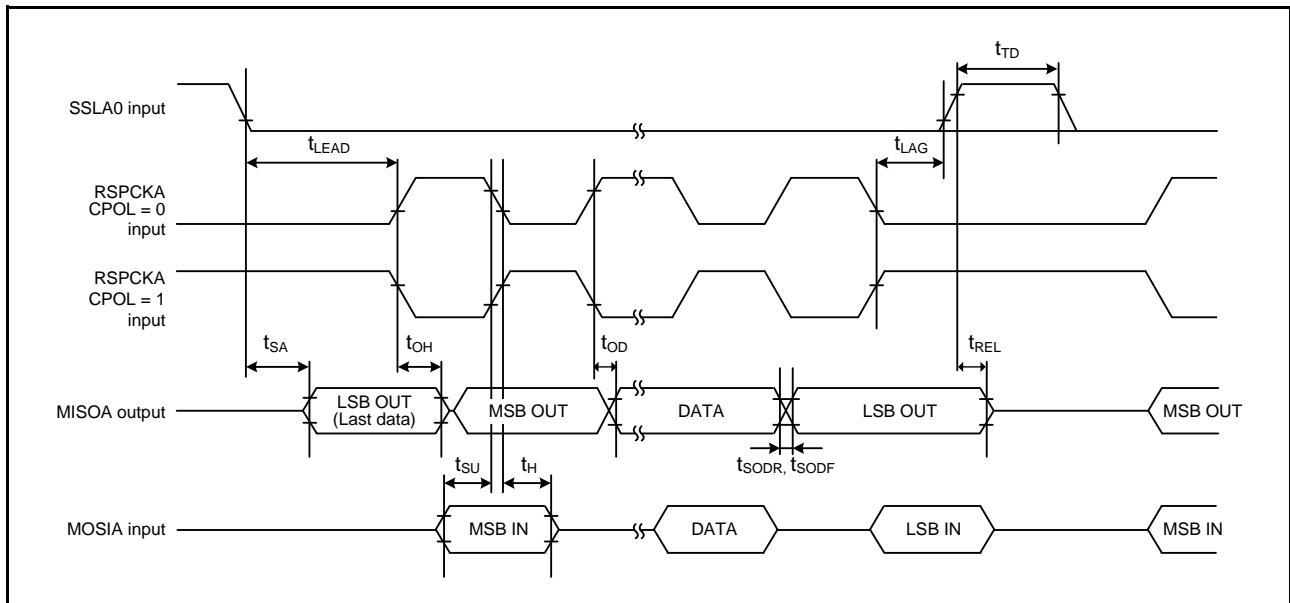 tTD
SSLA0 input
tLEAD
tLAG
RSPCKA
CPOL = 0
input
RSPCKA
CPOL = 1
input
tSA
tOH
tOD
tREL
MISOA output
LSB OUT
(Last data)
MSB OUT
DATA
LSB OUT
MSB OUT
tSU
tH
tSODR, tSODF
MOSIA input
MSB IN
DATA
LSB IN
MSB IN